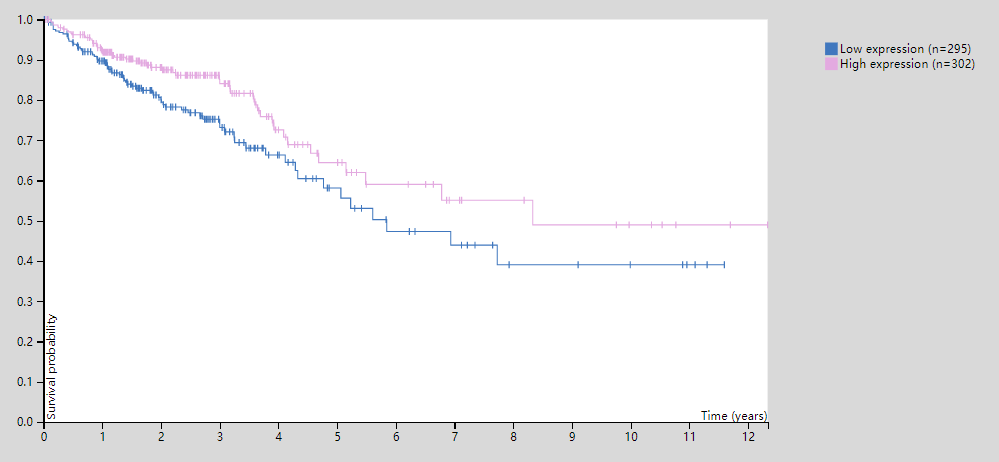 1.0
0.9
0.8
0.7
0.6
0.5
0.4
0.3
0.2
0.1
0.0
Survival probability
0 1 2 3 4 5 6 7 8 9 10 11 12
Time (years)
Low expression (n=295)
High expression (n=302)